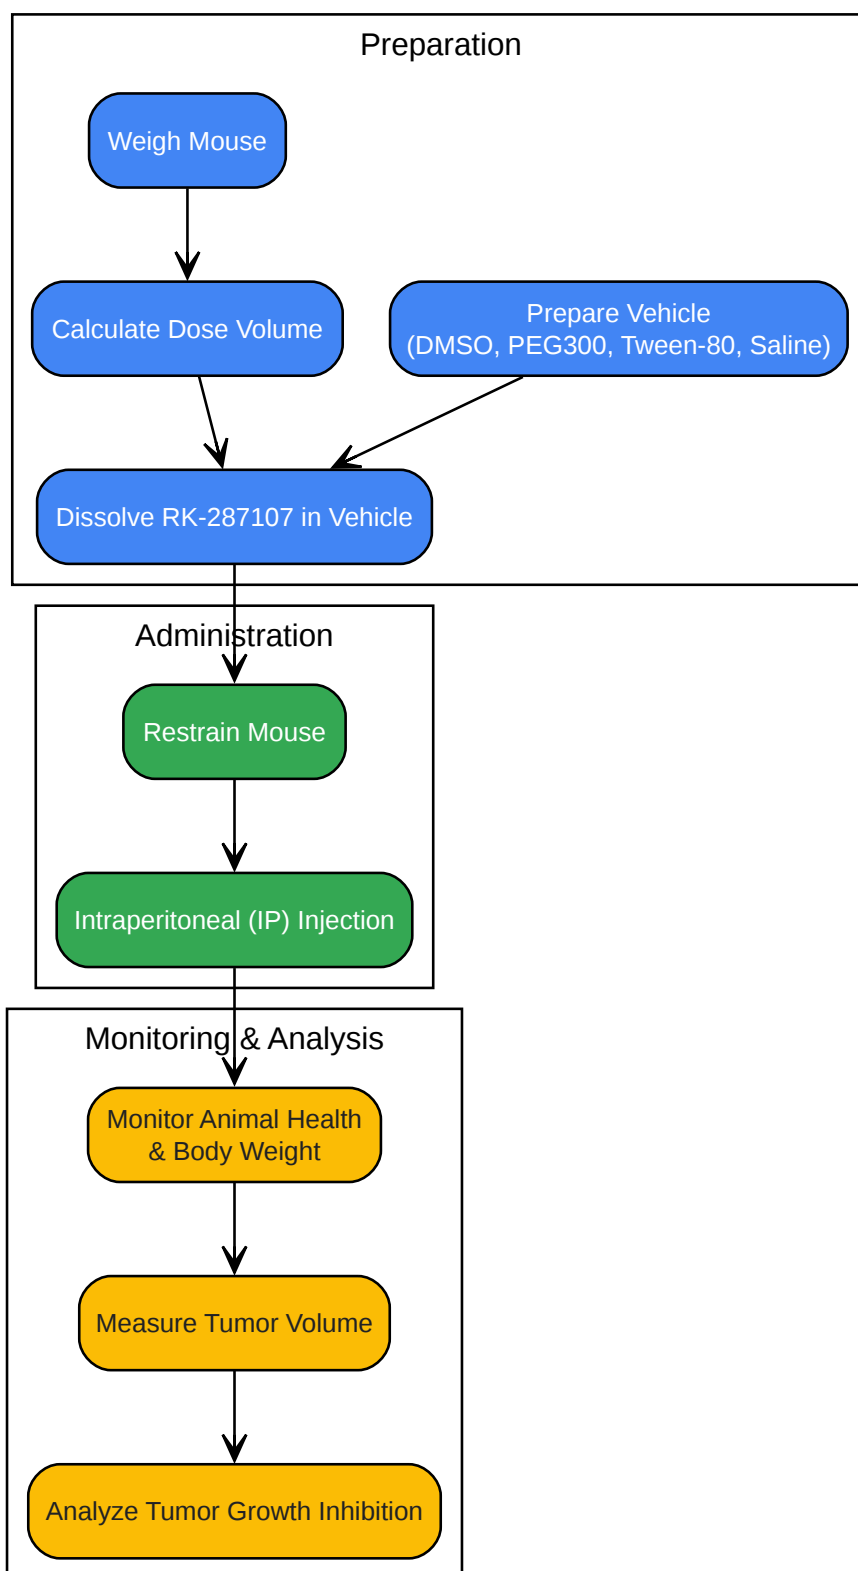 Preparation
Weigh Mouse
Calculate Dose Volume
Prepare Vehicle
(DMSO, PEG300, Tween-80, Saline)
Dissolve RK-287107 in Vehicle
Administration
Restrain Mouse
Intraperitoneal (IP) Injection
Monitoring & Analysis
Monitor Animal Health
& Body Weight
Measure Tumor Volume
Analyze Tumor Growth Inhibition